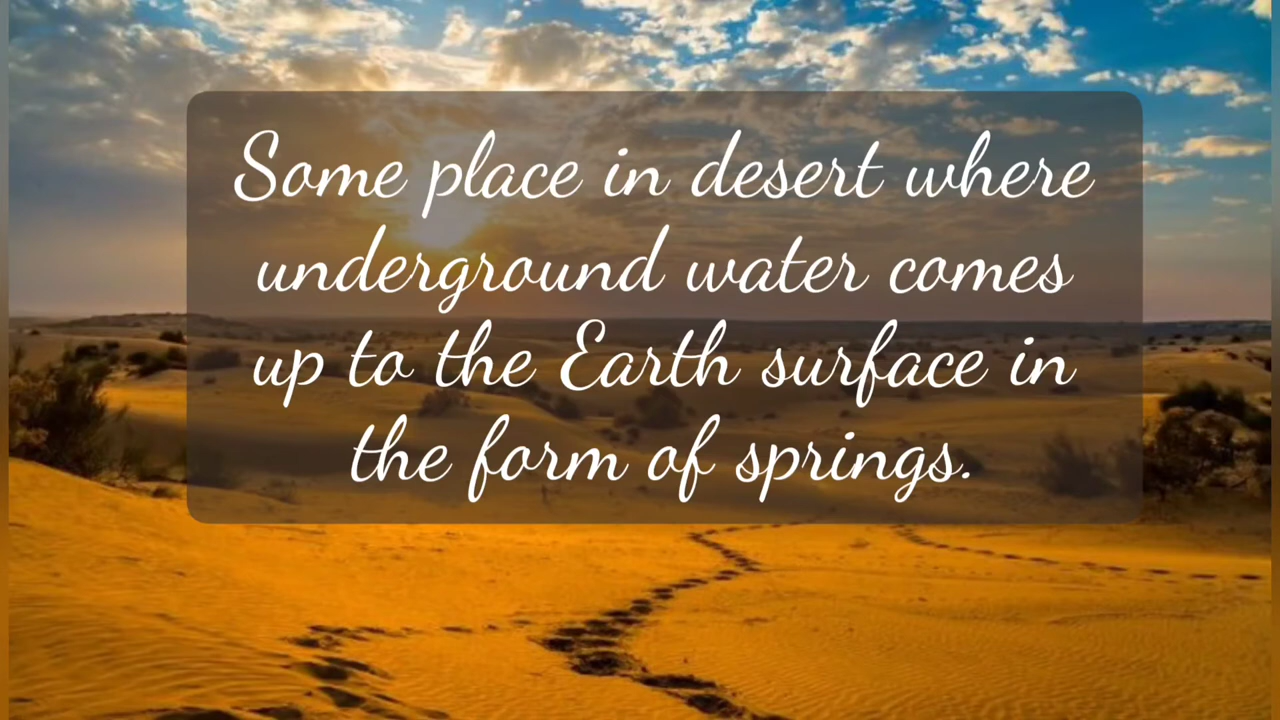 Some place in desert where
underground water comes
up to the Earth surface in
the form of springs.